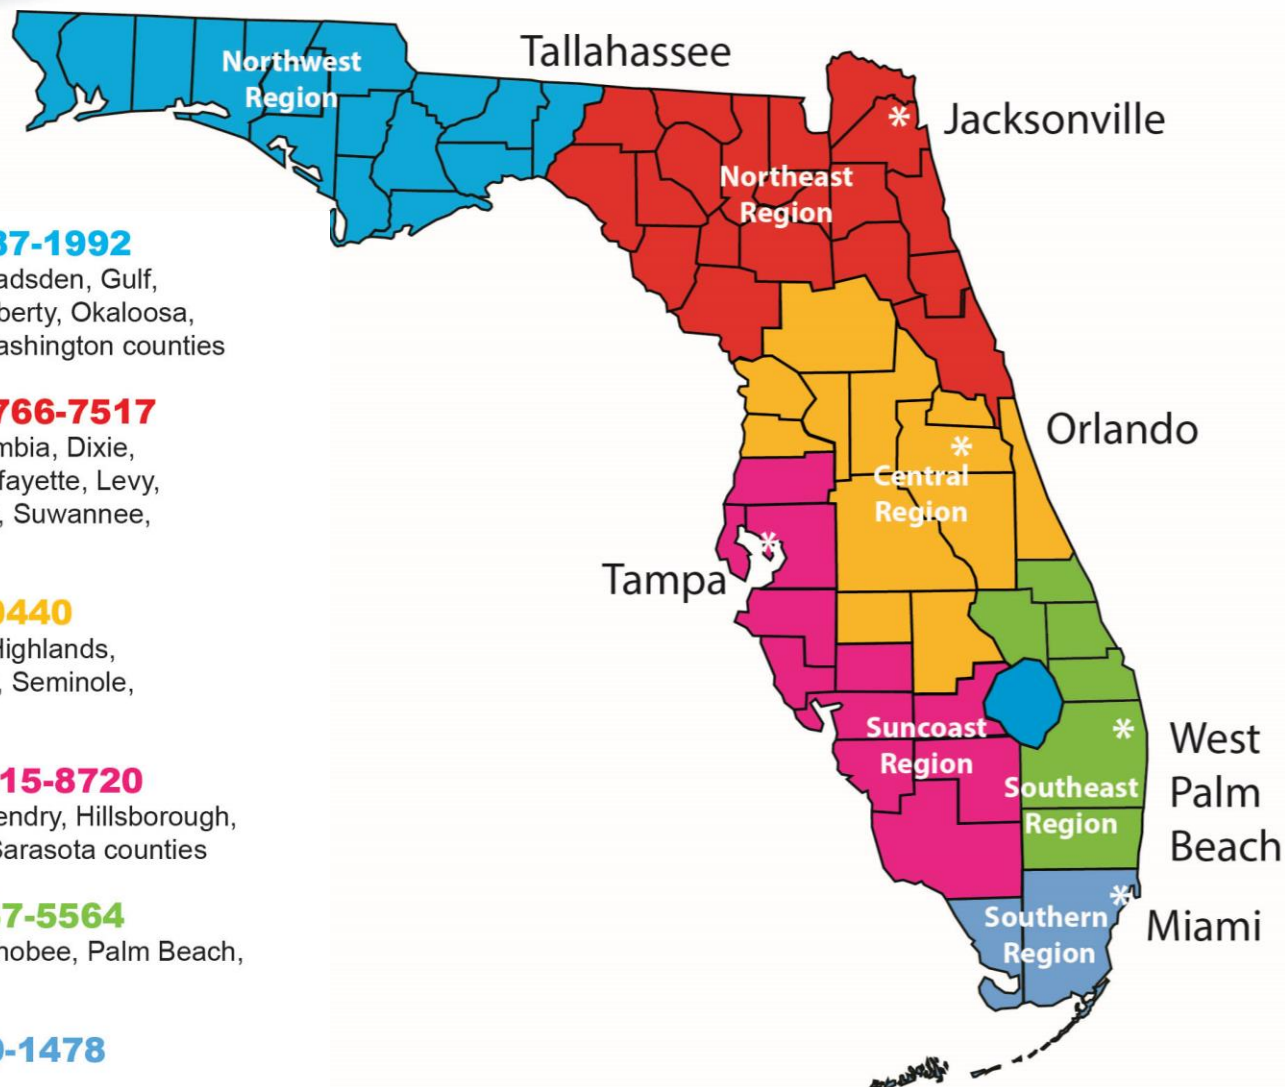 Tallahassee
Northwest
Region
Jacksonville
*
Northeast
Region
37-1992
adsden, Gulf,
berty, Okaloosa,
ashington counties
766-7517
mbia, Dixie,
fayette, Levy,
, Suwannee,
Orlando
*
Central
Region
*
Tampa
0440
Highlands,
, Seminole,
15-8720
endry, Hillsborough,
Sarasota counties
Suncoast
Region
*
West
Palm
Beach
Southeast
Region
7-5564
hobee, Palm Beach,
*
Miami
Southern
Region
0-1478